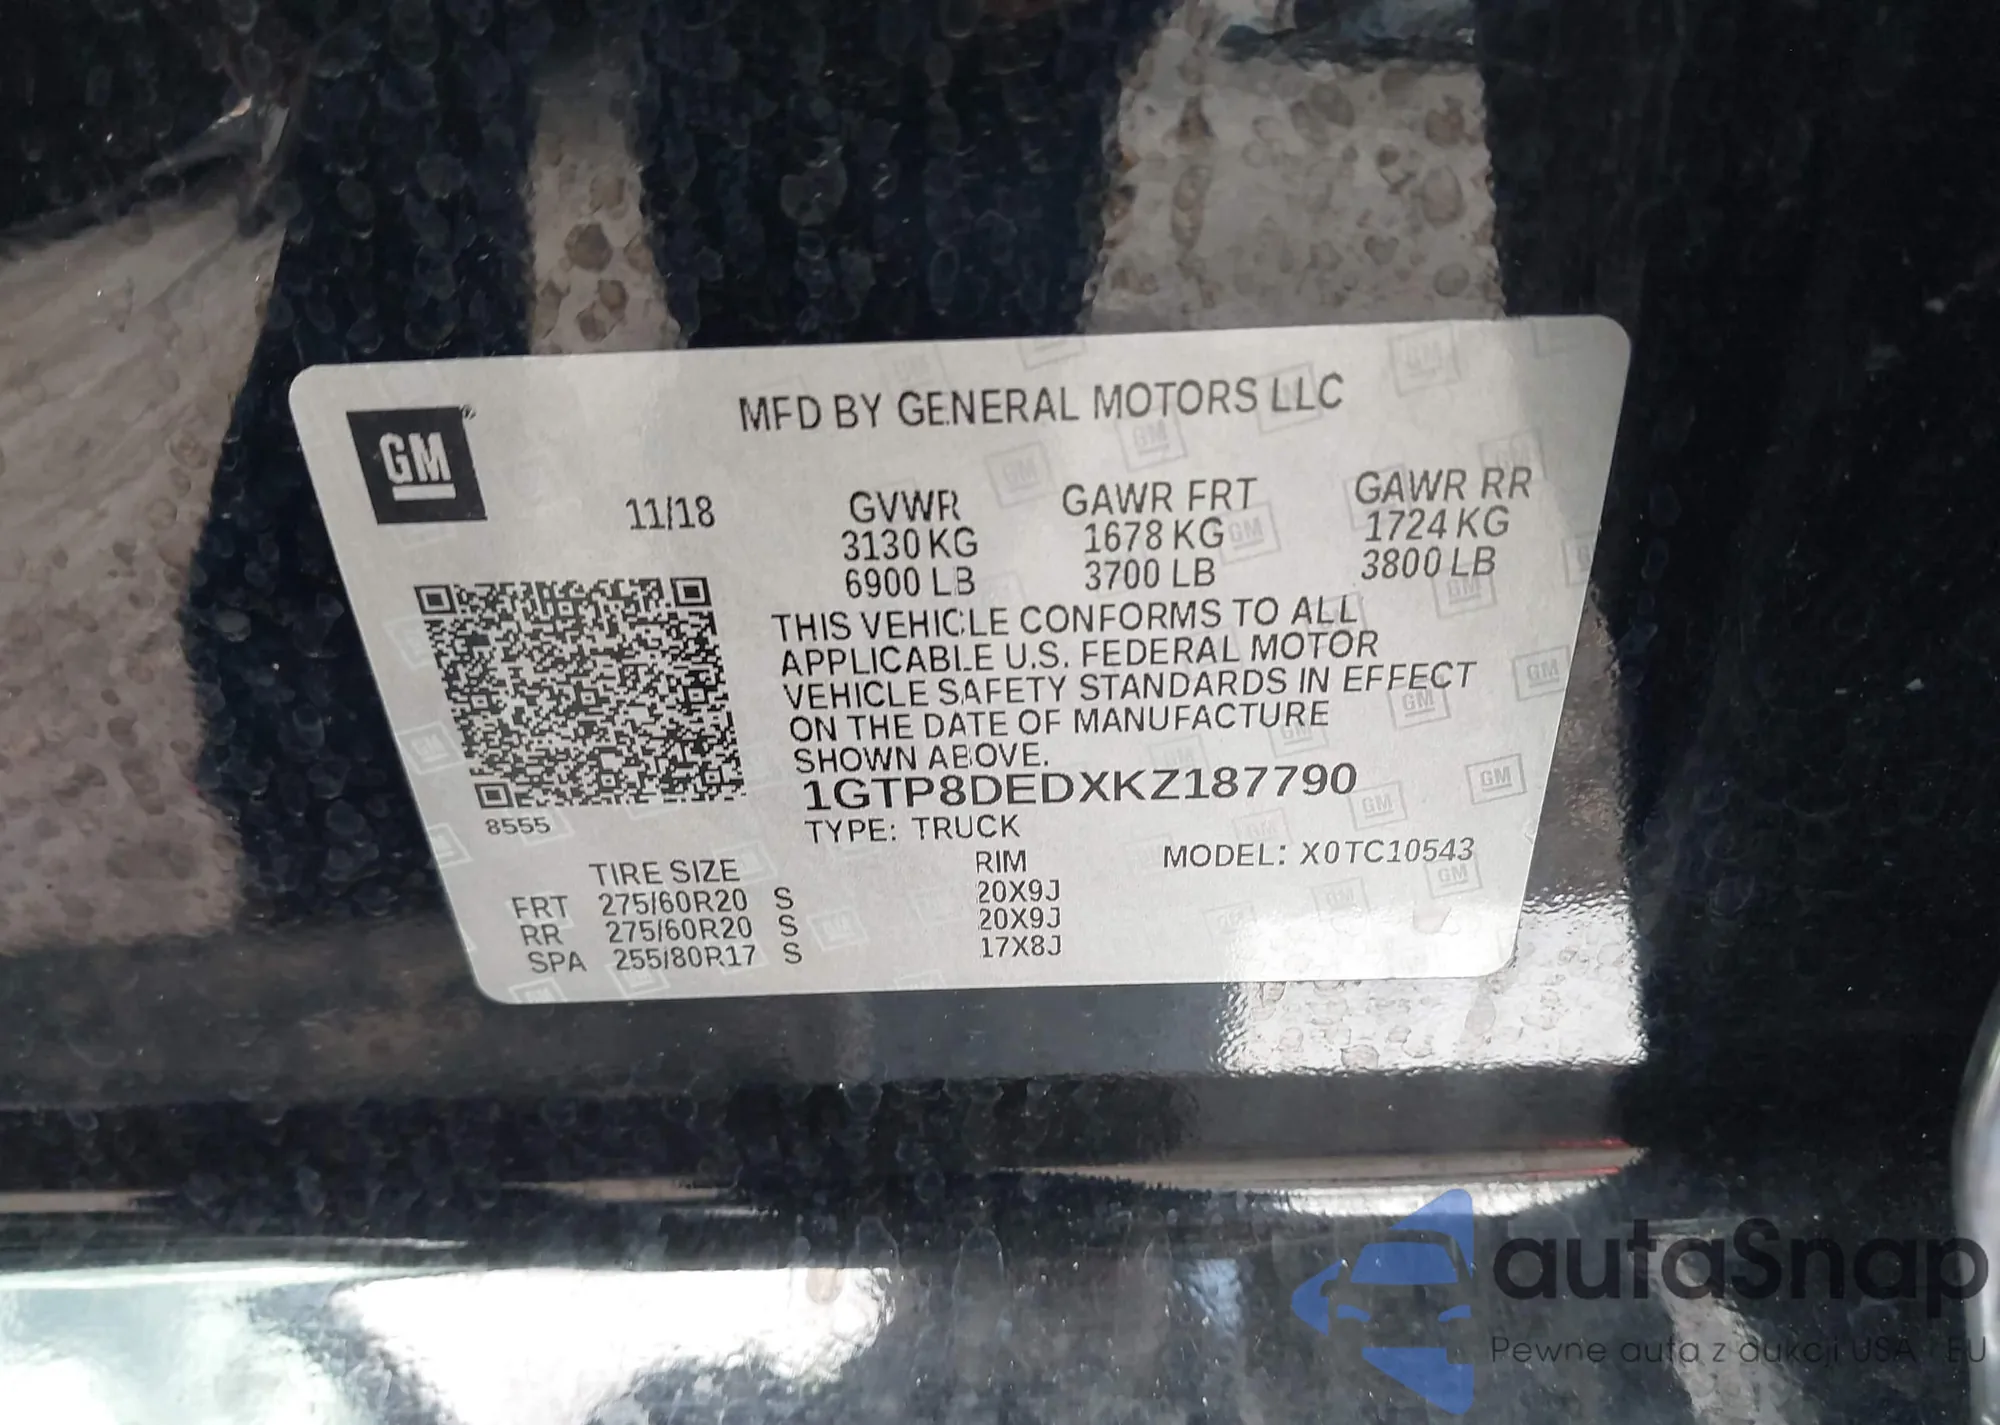 MFD BY GENERAL MOTORS LLC
GM
11/18 GVWR GAWR FRT GAWR RR
3130 KG 1678 KG 1724 KG
6900 LB 3700 LB 3800 LB
THIS VEHICLE CONFORMS TO ALL
APPLICABLE U.S. FEDERAL MOTOR
VEHICLE SAFETY STANDARDS IN EFFECT
ON THE DATE OF MANUFACTURE
SHOWN ABOVE.
1GTP8DEDXKZ187790
8555
TYPE: TRUCK
TIRE SIZE RIM MODEL: X0TC10543
FRT 275/60R20 S 20X9J
RR 275/60R20 S 20X9J
SPA 255/80R17 S 17X8J
autaSnap
Pewne auta z aukcji USA i EU